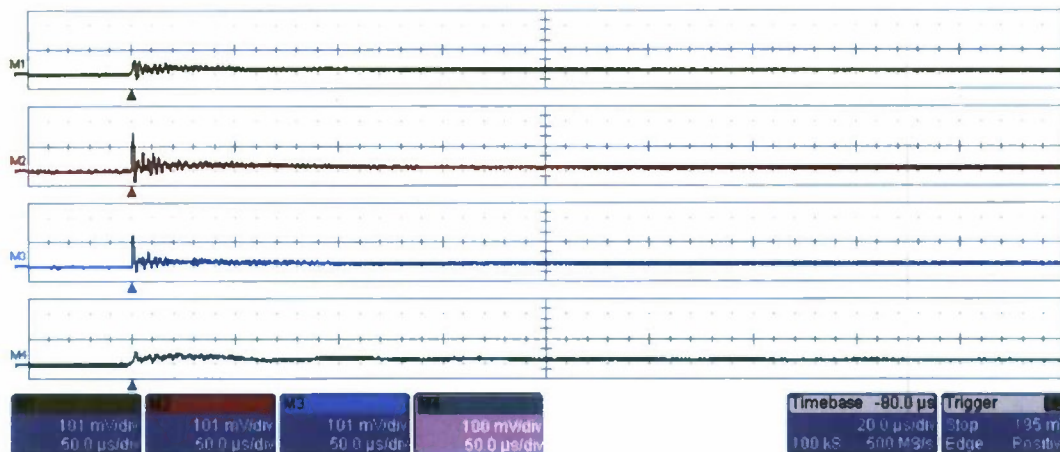 M1
M2
M3
M4
M3
101 mV/div
50.0 µs/div
101 mV/div
50.0 µs/div
101 mV/div
50.0 µs/div
100 mV/div
50.0 µs/div
Timebase -80.0 µs
20.0 µs/div
100 kS 500 MS/s
Trigger
Stop 195 m
Edge Positiv